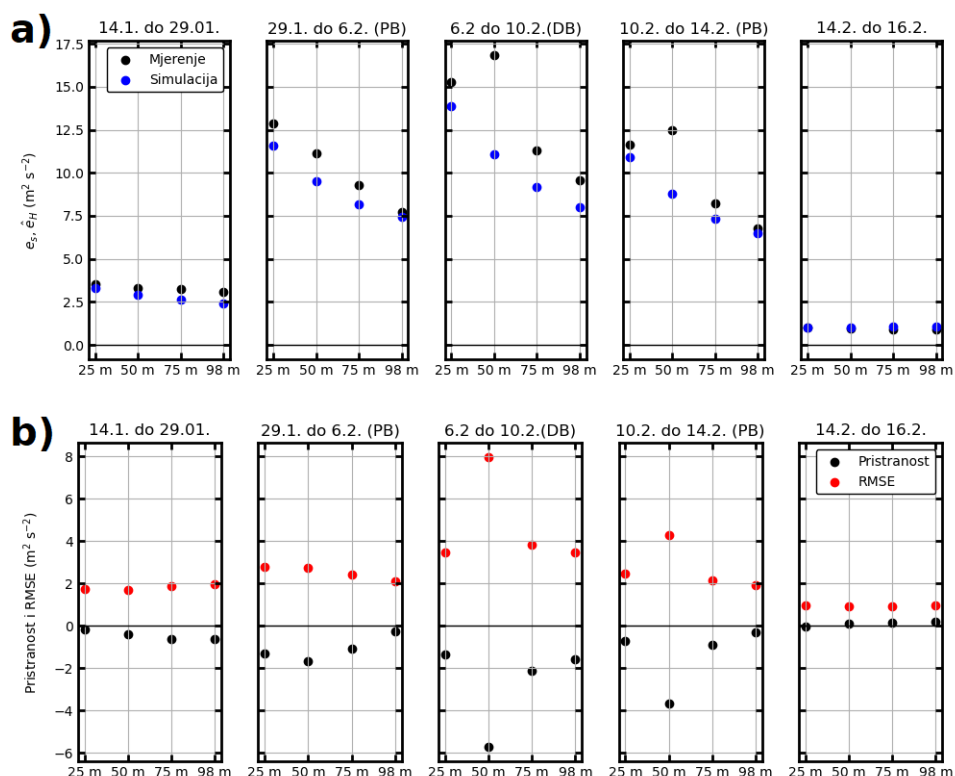 a)
14.1. do 29.01.
29.1. do 6.2. (PB)
6.2 do 10.2.(DB)
10.2. do 14.2. (PB)
14.2. do 16.2.
Mjerenje
Simulacija
17.5
15.0
12.5
10.0
7.5
5.0
2.5
0.0
e_s, ê_H (m² s⁻²)
25 m 50 m 75 m 98 m
25 m 50 m 75 m 98 m
25 m 50 m 75 m 98 m
25 m 50 m 75 m 98 m
25 m 50 m 75 m 98 m
b)
14.1. do 29.01.
29.1. do 6.2. (PB)
6.2 do 10.2.(DB)
10.2. do 14.2. (PB)
14.2. do 16.2.
Pristranost
RMSE
8
6
4
2
0
−2
−4
−6
Pristranost i RMSE (m² s⁻²)
25 m 50 m 75 m 98 m
25 m 50 m 75 m 98 m
25 m 50 m 75 m 98 m
25 m 50 m 75 m 98 m
25 m 50 m 75 m 98 m